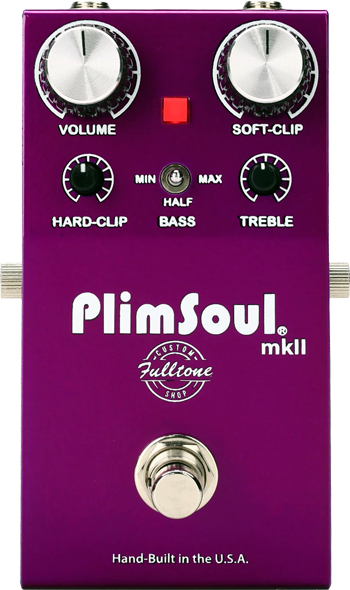 VOLUME SOFT-CLIP
MIN MAX
HALF
HARD-CLIP BASS TREBLE
PlimSoul®
mkII
CUSTOM
Fulltone
SHOP
Hand-Built in the U.S.A.